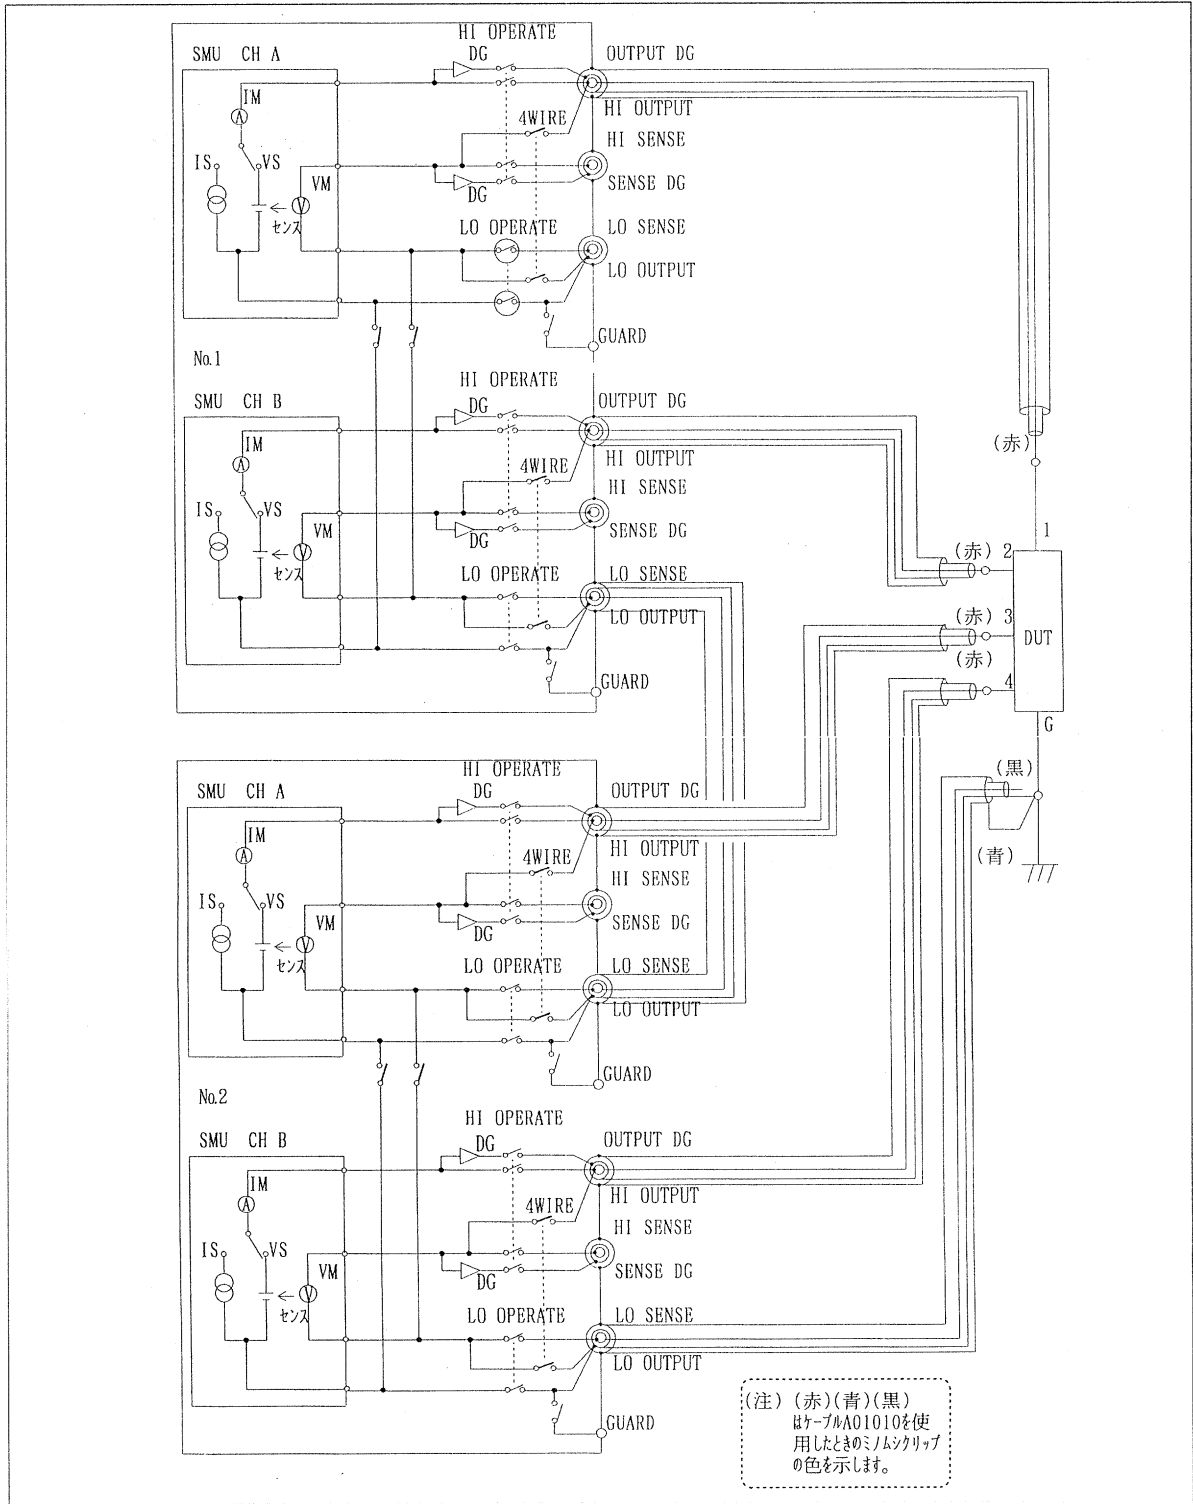 HI OPERATE
SMU CH A
DG
OUTPUT DG
IM
A
HI OUTPUT
4WIRE
HI SENSE
IS
VS
VM
V
SENSE DG
DG
センス
LO OPERATE
LO SENSE
LO OUTPUT
GUARD
No.1
HI OPERATE
SMU CH B
DG
OUTPUT DG
IM
A
(赤)
HI OUTPUT
4WIRE
HI SENSE
IS
VS
VM
V
SENSE DG
DG
センス
1
(赤) 2
LO OPERATE
LO SENSE
LO OUTPUT
(赤) 3
DUT
(赤)
4
GUARD
G
HI OPERATE
SMU CH A
DG
OUTPUT DG
(黒)
IM
A
HI OUTPUT
4WIRE
(青)
HI SENSE
IS
VS
VM
V
SENSE DG
DG
センス
LO OPERATE
LO SENSE
LO OUTPUT
GUARD
No.2
HI OPERATE
SMU CH B
DG
OUTPUT DG
IM
A
HI OUTPUT
4WIRE
HI SENSE
IS
VS
VM
V
SENSE DG
DG
センス
LO OPERATE
LO SENSE
LO OUTPUT
GUARD
(注) (赤)(青)(黒)
はケーブルA01010を使
用したときのミノムシクリップ
の色を示します。